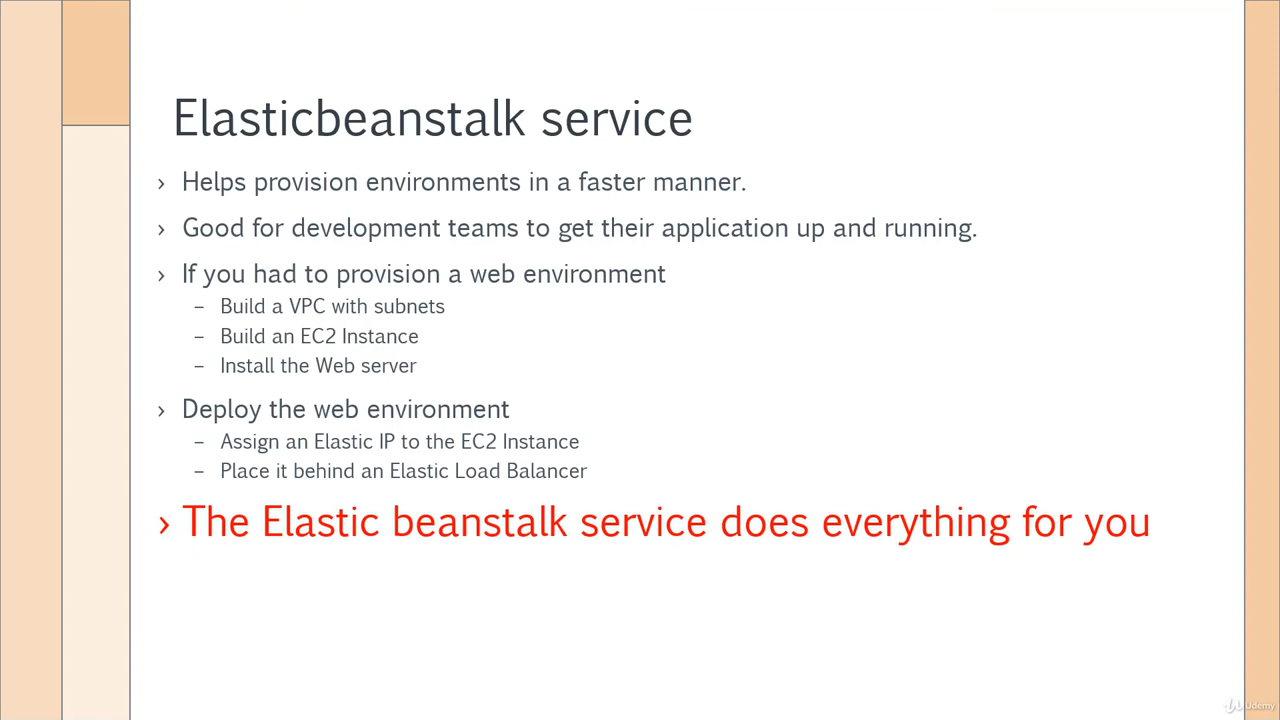 Elasticbeanstalk service
› Helps provision environments in a faster manner.
› Good for development teams to get their application up and running.
› If you had to provision a web environment
– Build a VPC with subnets
– Build an EC2 Instance
– Install the Web server
› Deploy the web environment
– Assign an Elastic IP to the EC2 Instance
– Place it behind an Elastic Load Balancer
› The Elastic beanstalk service does everything for you
Udemy